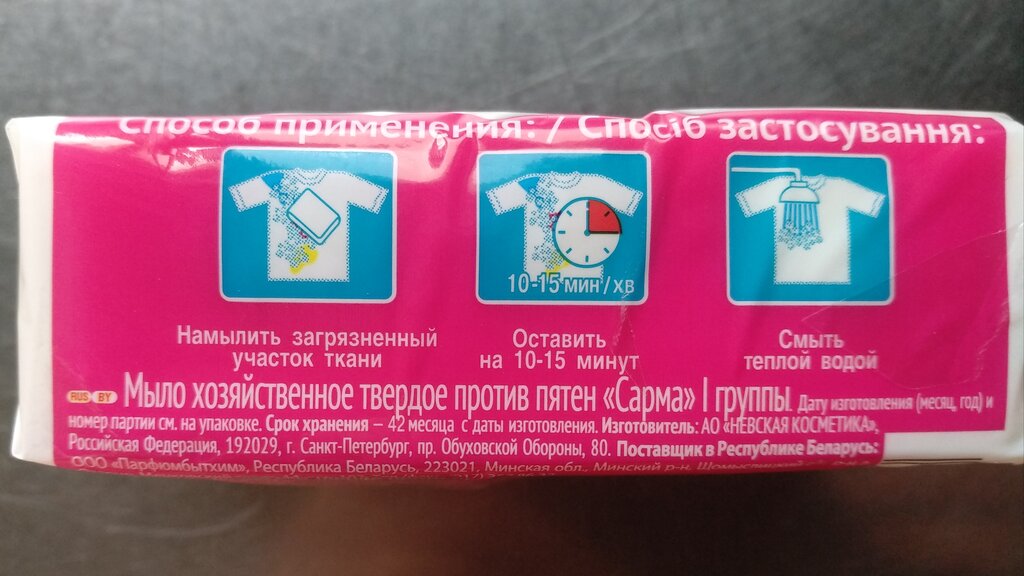 Способ применения: / Спосіб застосування:
10-15 мин/хв
Намылить загрязненный
участок ткани
Оставить
на 10-15 минут
Смыть
теплой водой
RUS BY Мыло хозяйственное твердое против пятен «Сарма» I группы. Дату изготовления (месяц, год) и
номер партии см. на упаковке. Срок хранения – 42 месяца с даты изготовления. Изготовитель: АО «НЕВСКАЯ КОСМЕТИКА»,
Российская Федерация, 192029, г. Санкт-Петербург, пр. Обуховской Обороны, 80. Поставщик в Республике Беларусь:
ООО «Парфюмбытхим», Республика Беларусь, 223021, Минская обл., Минский р-н,